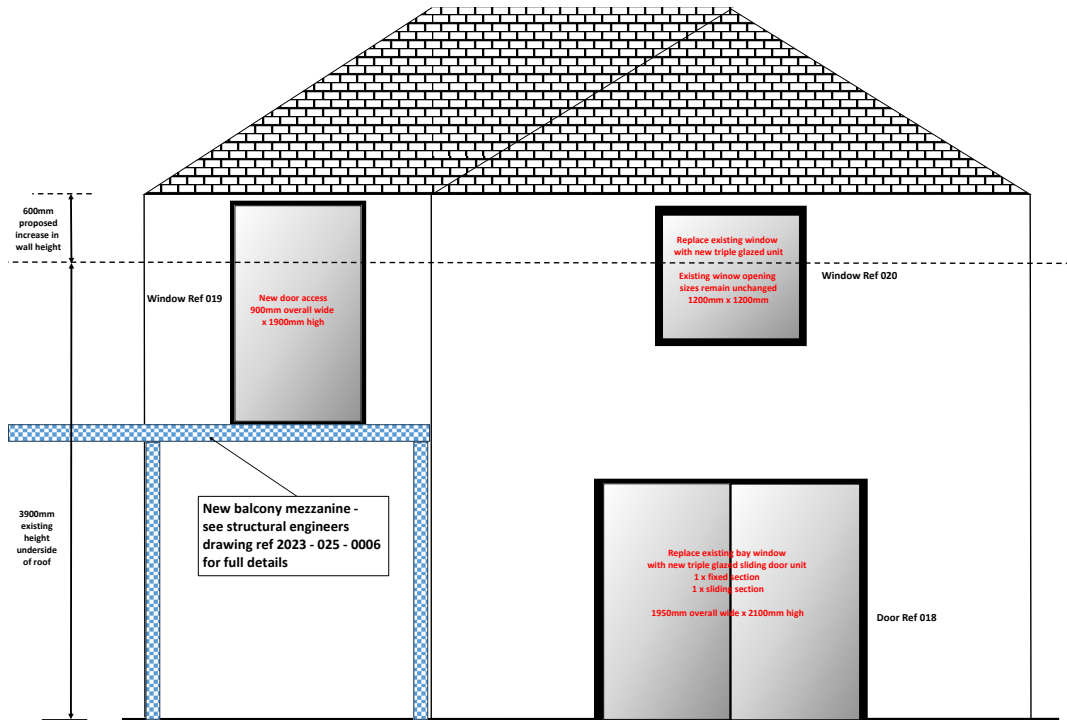 600mm
proposed
increase in
wall height
Window Ref 019
New door access
900mm overall wide
x 1900mm high
Replace existing window
with new triple glazed unit
Existing winow opening
sizes remain unchanged
1200mm x 1200mm
Window Ref 020
3900mm
existing
height
underside
of roof
New balcony mezzanine -
see structural engineers
drawing ref 2023 - 025 - 0006
for full details
Replace existing bay window
with new triple glazed sliding door unit
1 x fixed section
1 x sliding section
1950mm overall wide x 2100mm high
Door Ref 018